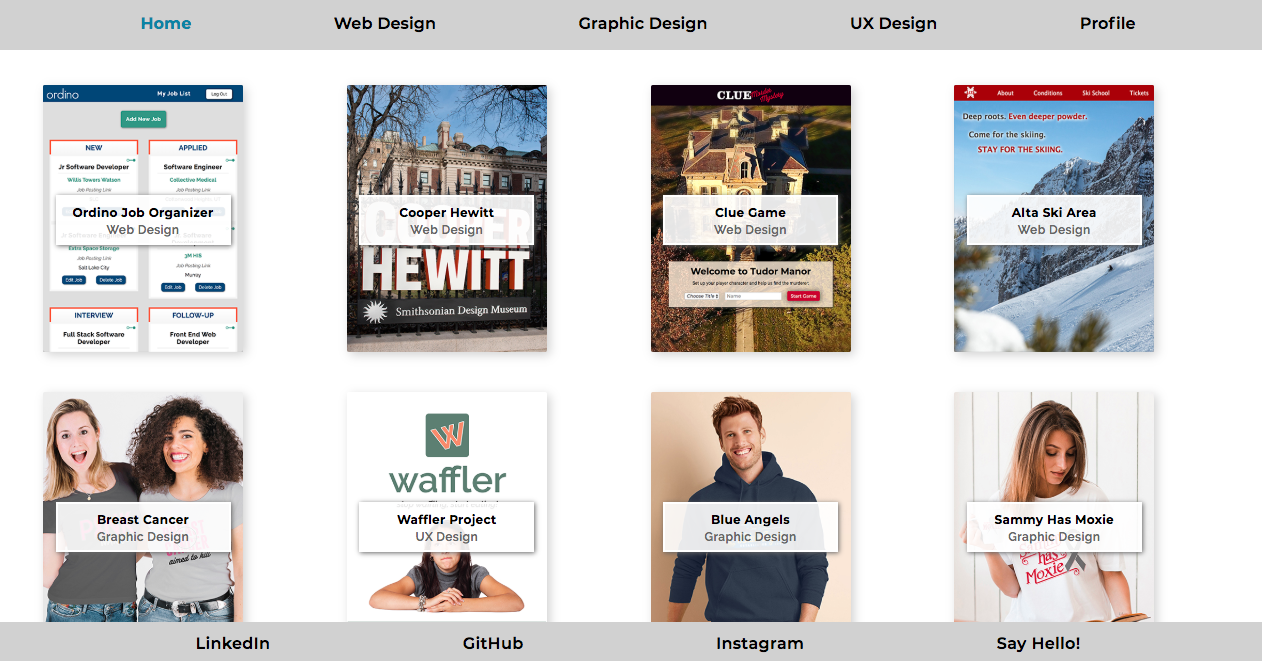 Home Web Design Graphic Design UX Design Profile
ordino My Job List Log Out
Add New Job
NEW APPLIED
Jr Software Developer Software Engineer
Willis Towers Watson Collective Medical
Job Posting Link Job Posting Link
Ordino Job Organizer
Web Design
Extra Space Storage
Job Posting Link 3M HIS
Salt Lake City Job Posting Link
Murray
Edit Job Delete Job Edit Job Delete Job
INTERVIEW FOLLOW-UP
Full Stack Software Front End Web
Developer Developer
Cooper Hewitt
Web Design
COOPER
HEWITT
Smithsonian Design Museum
CLUE Murder Mystery
Clue Game
Web Design
Welcome to Tudor Manor
Set up your player character and help us find the murderer.
Choose Title Name Start Game
About Conditions Ski School Tickets
Deep roots. Even deeper powder.
Come for the skiing.
STAY FOR THE SKIING.
Alta Ski Area
Web Design
Breast Cancer
Graphic Design
aimed to kill
W
waffler
Waffler Project
UX Design
Blue Angels
Graphic Design
Sammy Has Moxie
Graphic Design
has
Moxie
LinkedIn GitHub Instagram Say Hello!